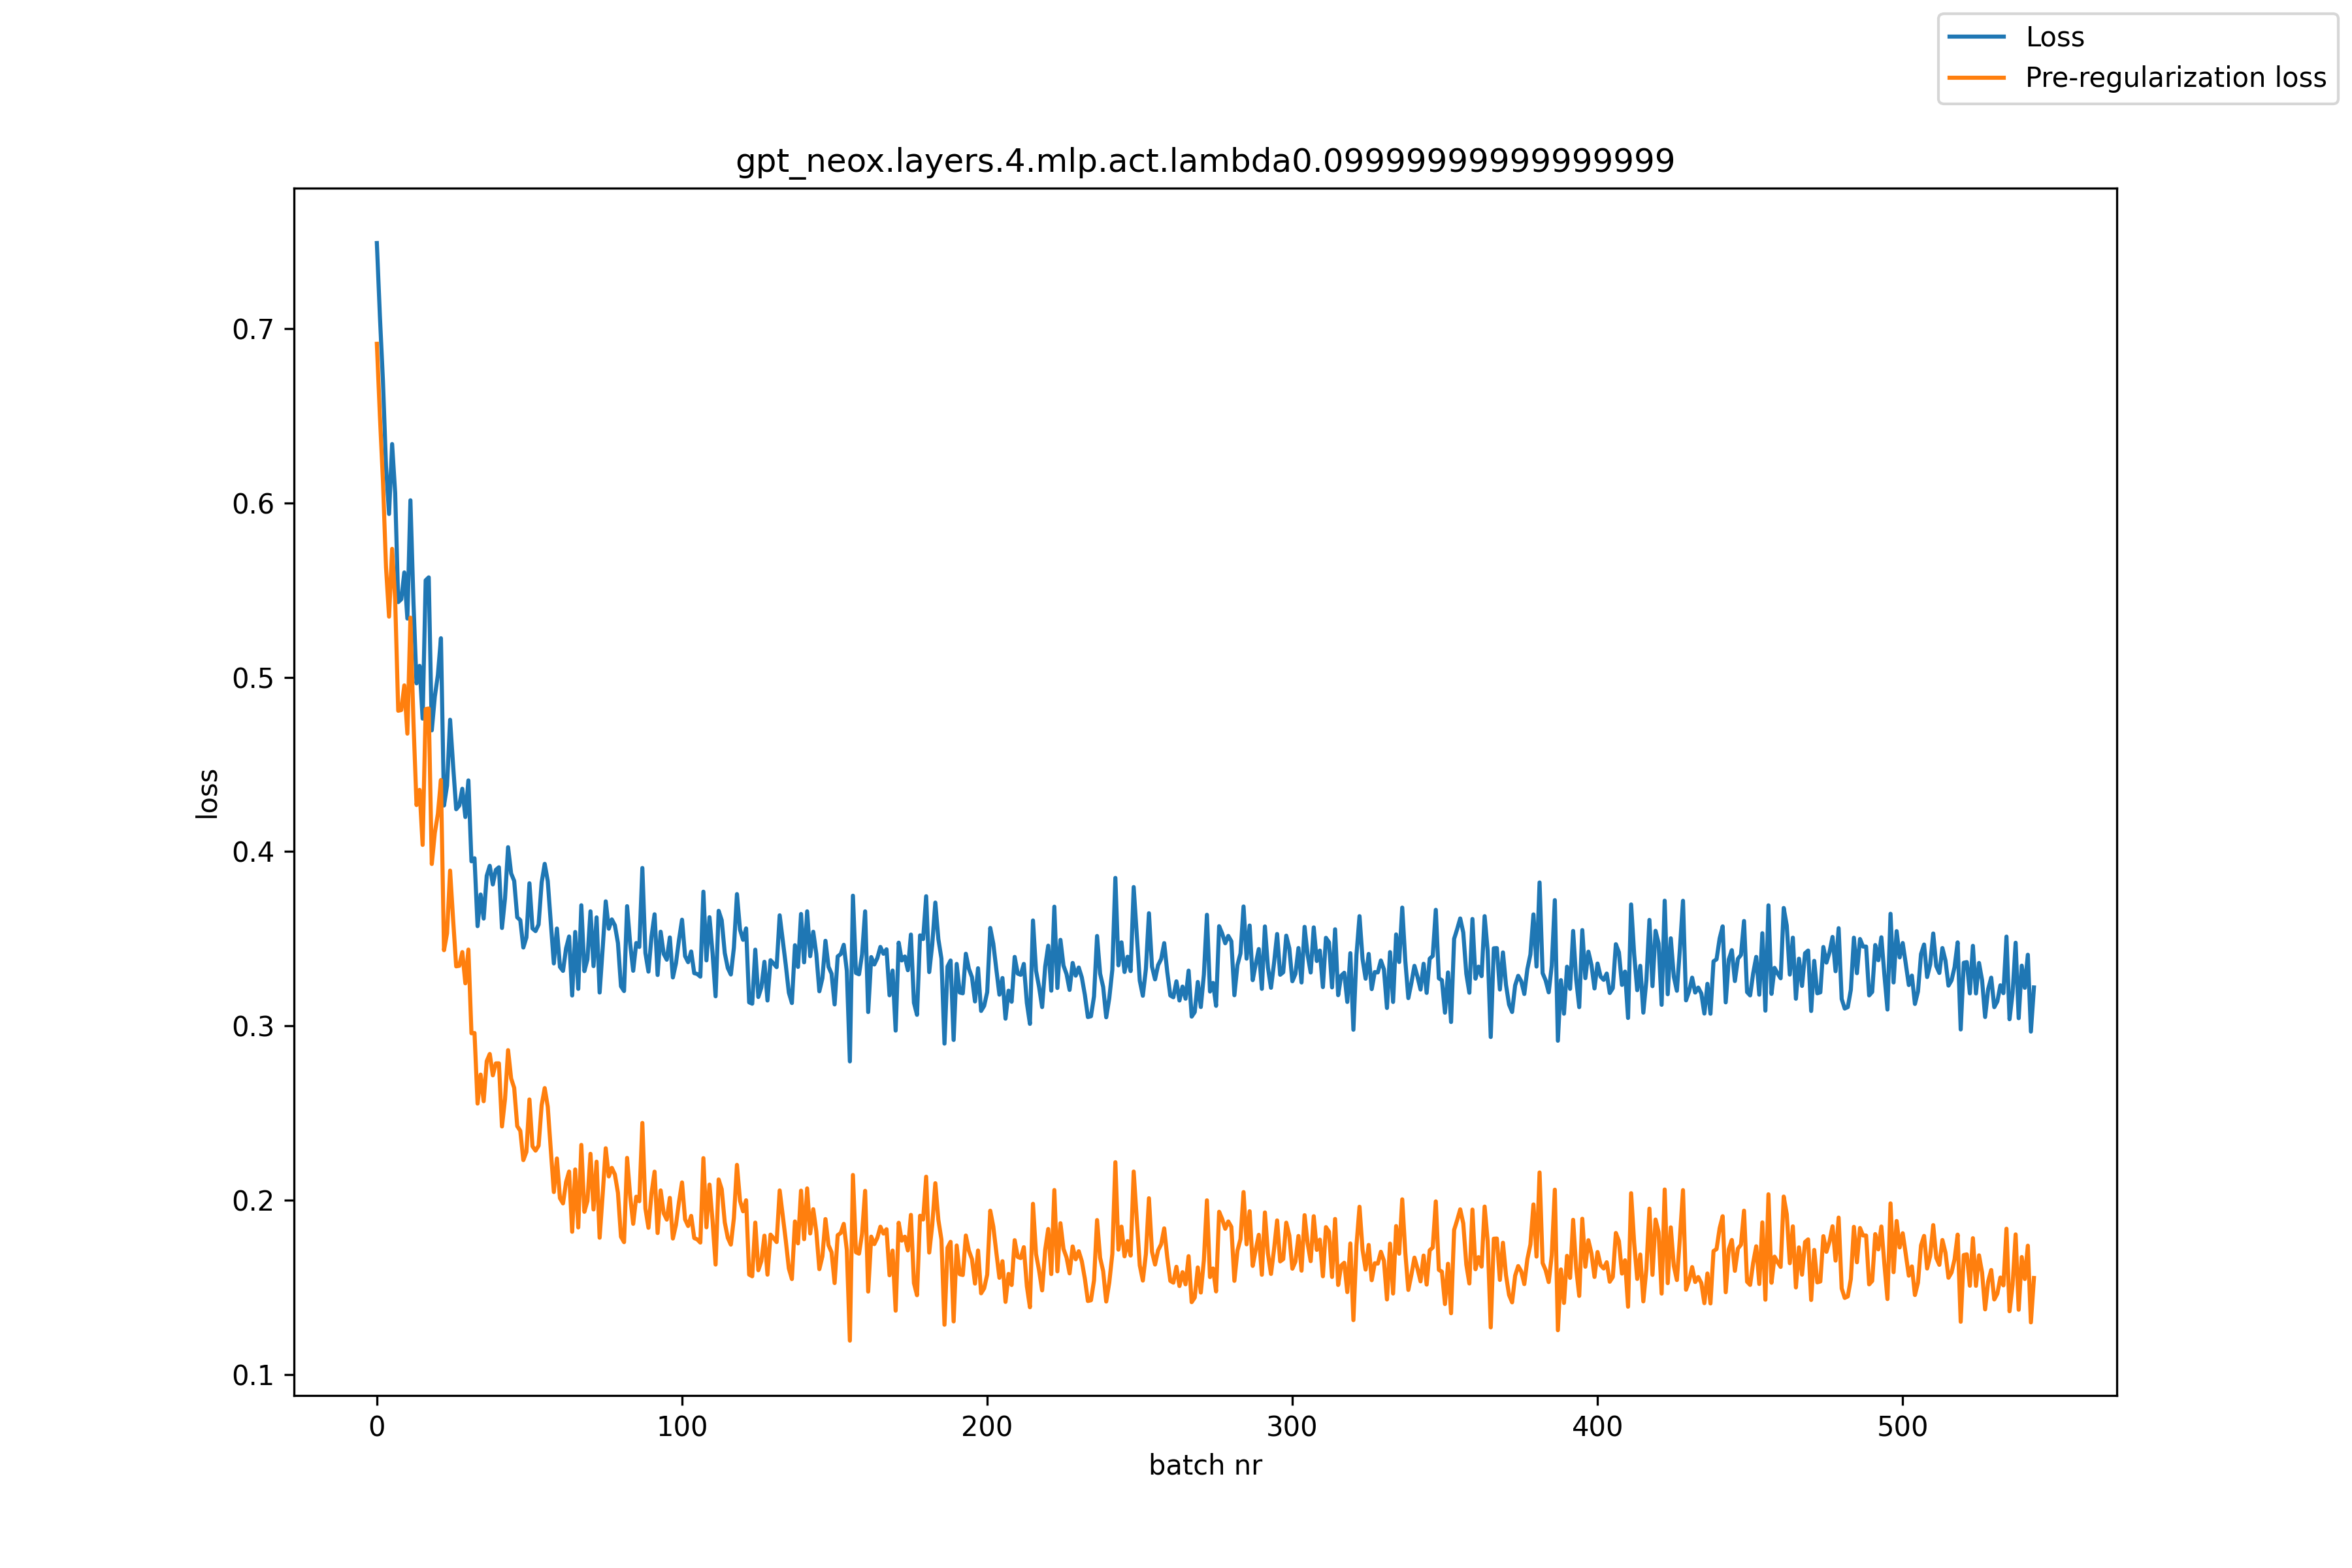 Loss
Pre-regularization loss
gpt_neox.layers.4.mlp.act.lambda0.09999999999999999
0.7
0.6
0.5
0.4
0.3
0.2
0.1
loss
0 100 200 300 400 500
batch nr